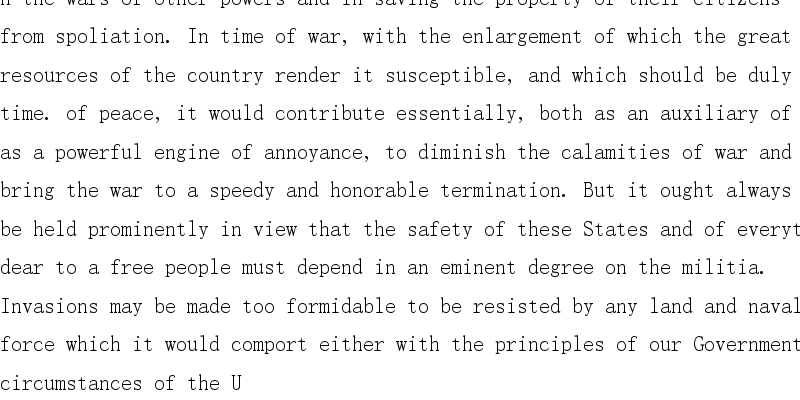 n the wars of other powers and in saving the property of their citizens
from spoliation. In time of war, with the enlargement of which the great
resources of the country render it susceptible, and which should be duly
time. of peace, it would contribute essentially, both as an auxiliary of
as a powerful engine of annoyance, to diminish the calamities of war and
bring the war to a speedy and honorable termination. But it ought always
be held prominently in view that the safety of these States and of everyt
dear to a free people must depend in an eminent degree on the militia.
Invasions may be made too formidable to be resisted by any land and naval
force which it would comport either with the principles of our Government
circumstances of the U